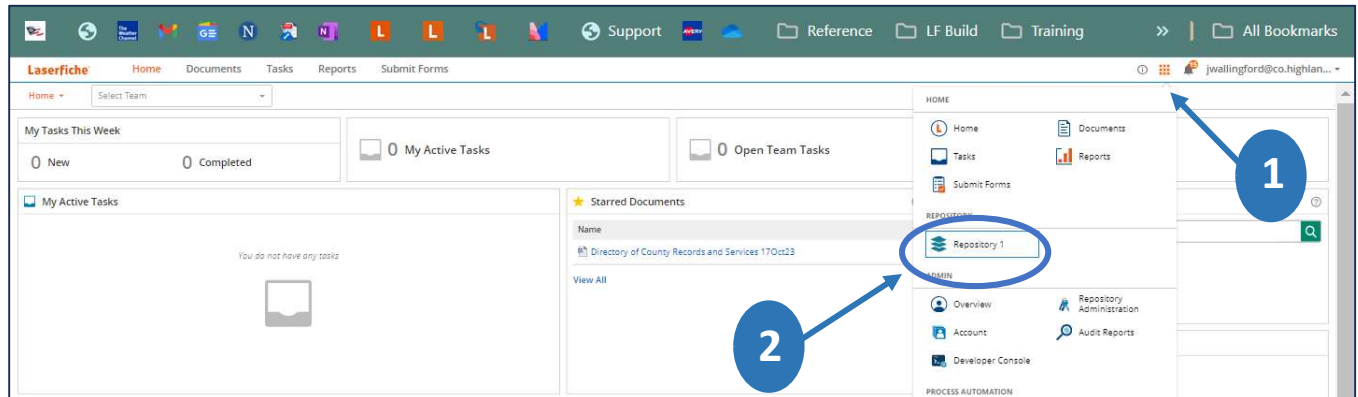 Support
AVERY
Reference
LF Build
Training
»
All Bookmarks
Laserfiche
Home
Documents
Tasks
Reports
Submit Forms
jwallingford@co.highlan...
Home
Select Team
HOME
Home
Documents
Tasks
Reports
Submit Forms
1
My Tasks This Week
0 New
0 Completed
0 My Active Tasks
0 Open Team Tasks
My Active Tasks
You do not have any tasks
Starred Documents
Name
Directory of County Records and Services 17Oct23
View All
REPOSITORY
Repository 1
2
ADMIN
Overview
Repository
Administration
Account
Audit Reports
Developer Console
PROCESS AUTOMATION